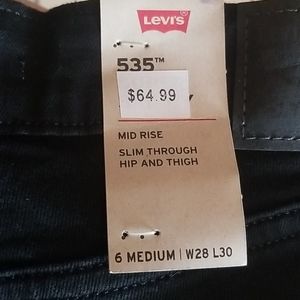 Levi's
535™
$64.99
MID RISE
SLIM THROUGH
HIP AND THIGH
6 MEDIUM | W28 L30